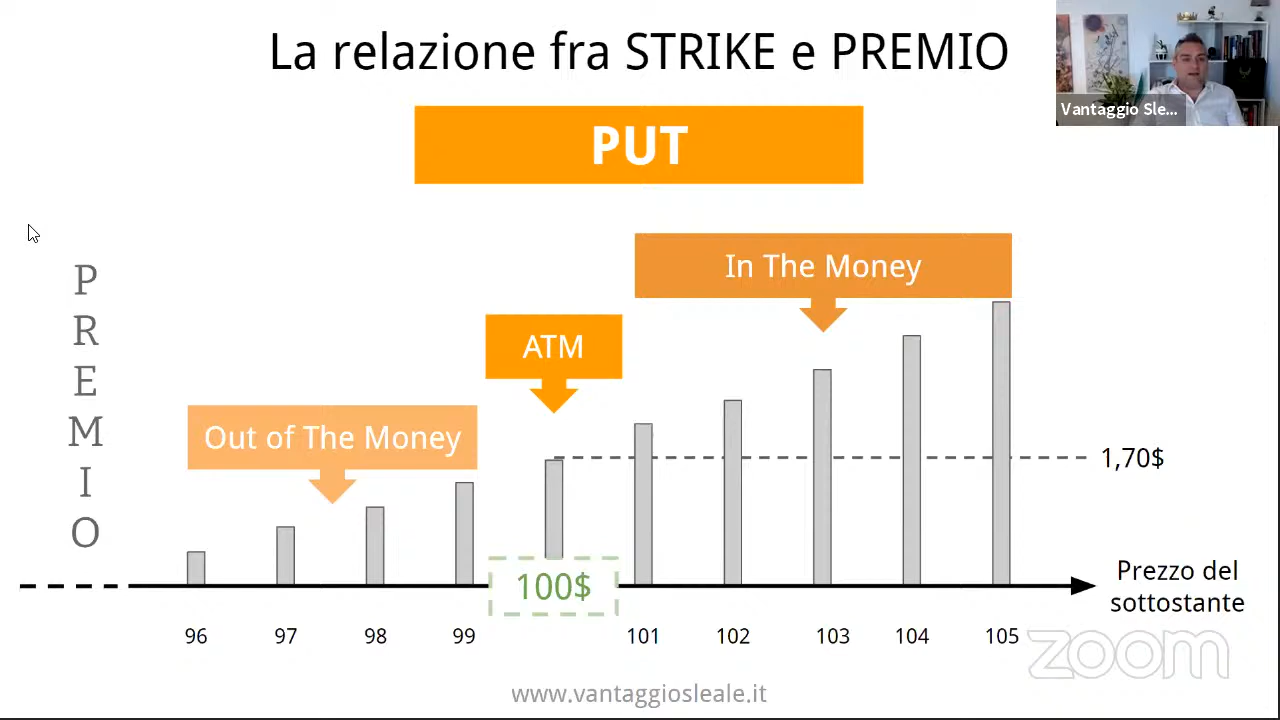 La relazione fra STRIKE e PREMIO
Vantaggio Sle...
PUT
In The Money
ATM
Out of The Money
PREMIO
1,70$
100$
Prezzo del
sottostante
96 97 98 99 101 102 103 104 105
zoom
www.vantaggiosleale.it